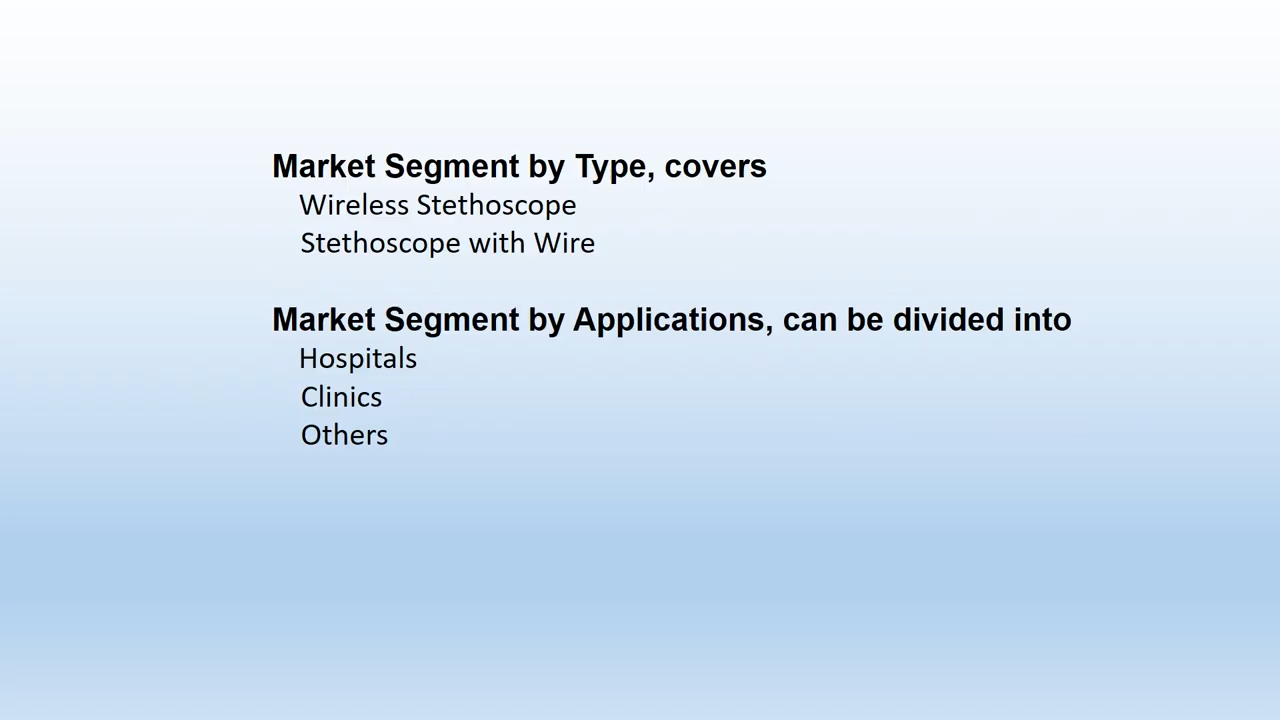 Market Segment by Type, covers
Wireless Stethoscope
Stethoscope with Wire
Market Segment by Applications, can be divided into
Hospitals
Clinics
Others